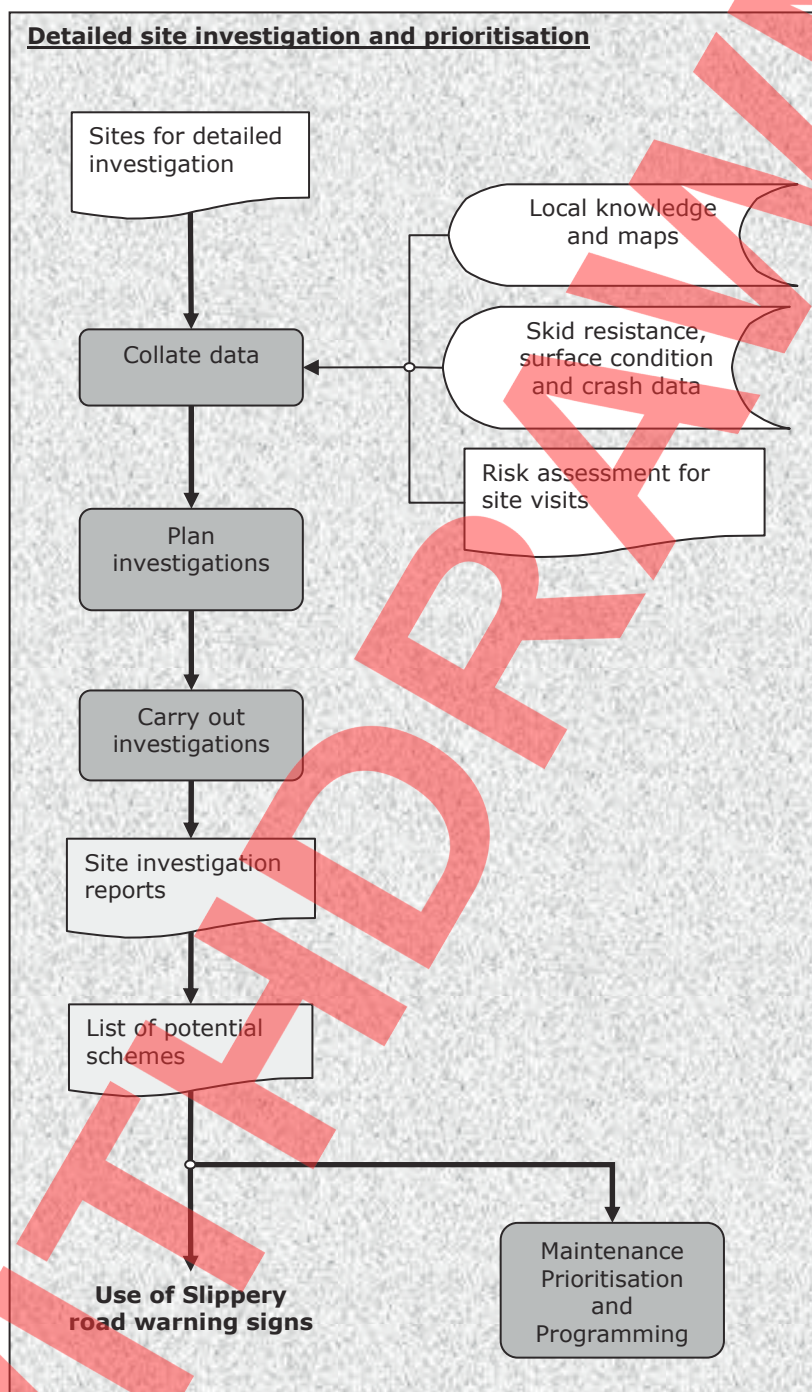 Detailed site investigation and prioritisation
Sites for detailed
investigation
Local knowledge
and maps
Collate data
Skid resistance,
surface condition
and crash data
Risk assessment for
site visits
Plan
investigations
Carry out
investigations
Site investigation
reports
List of potential
schemes
Use of Slippery
road warning signs
Maintenance
Prioritisation
and
Programming
ITHDRAW